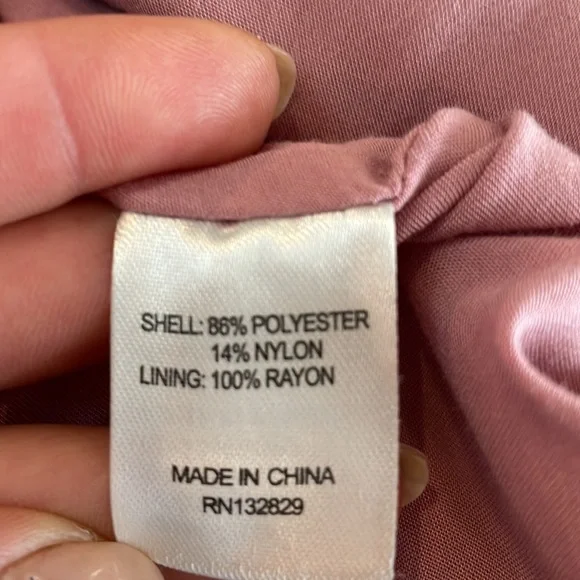 SHELL: 86% POLYESTER
14% NYLON
LINING: 100% RAYON
MADE IN CHINA
RN132829